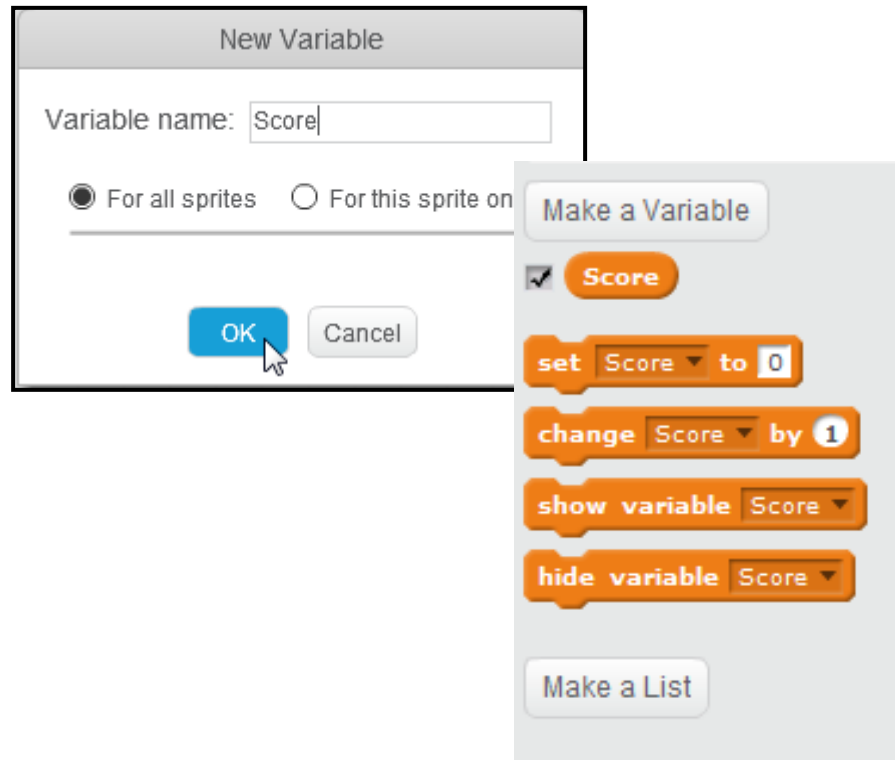 New Variable
Variable name: Score
For all sprites For this sprite on
OK Cancel
Make a Variable
Score
set Score to 0
change Score by 1
show variable Score
hide variable Score
Make a List